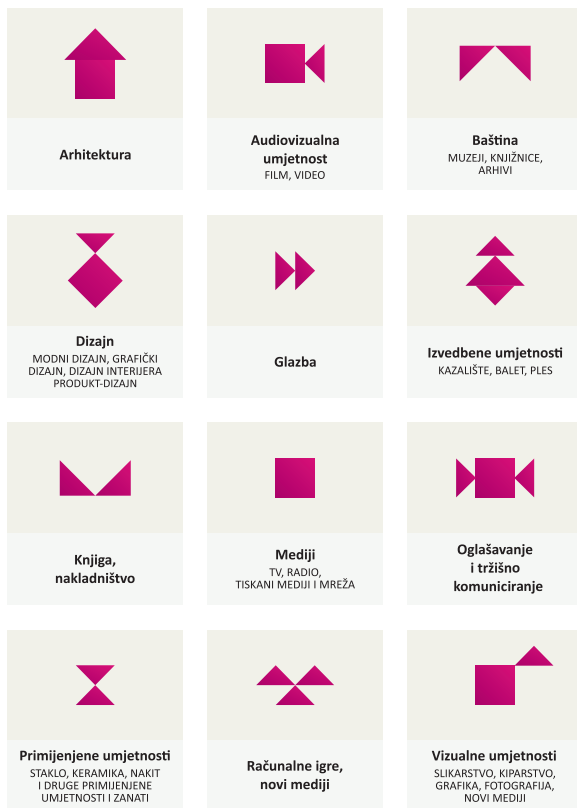 Arhitektura
Audiovizualna
umjetnost
FILM, VIDEO
Baština
MUZEJI, KNJIŽNICE,
ARHIVI
Dizajn
MODNI DIZAJN, GRAFIČKI
DIZAJN, DIZAJN INTERIJERA
PRODUKT-DIZAJN
Glazba
Izvedbene umjetnosti
KAZALIŠTE, BALET, PLES
Knjiga,
nakladništvo
Mediji
TV, RADIO,
TISKANI MEDIJI I MREŽA
Oglašavanje
i tržišno
komuniciranje
Primijenjene umjetnosti
STAKLO, KERAMIKA, NAKIT
I DRUGE PRIMIJENJENE
UMJETNOSTI I ZANATI
Računalne igre,
novi mediji
Vizualne umjetnosti
SLIKARSTVO, KIPARSTVO,
GRAFIKA, FOTOGRAFIJA,
NOVI MEDIJI